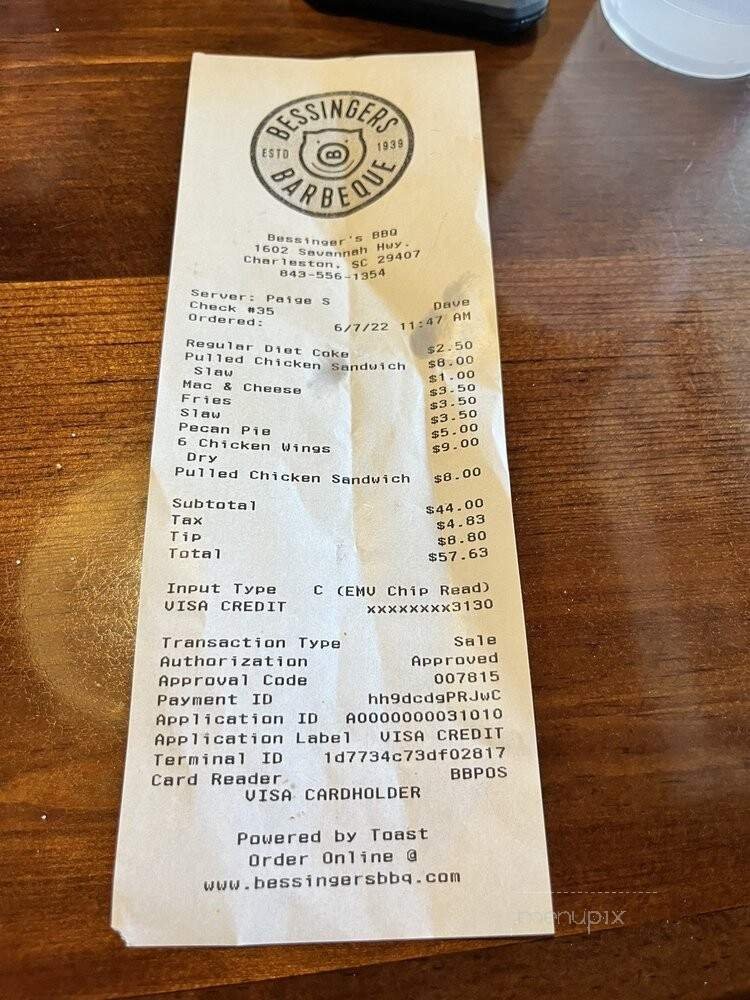 BESSINGERS
ESTD 1939
B
BARBEQUE
Bessinger's BBQ
1602 Savannah Hwy.
Charleston, SC 29407
843-556-1354
Server: Paige S Dave
Check #35
Ordered: 6/7/22 11:47 AM
Regular Diet Coke $2.50
Pulled Chicken Sandwich $8.00
Slaw $1.00
Mac & Cheese $3.50
Fries $3.50
Slaw $3.50
Pecan Pie $5.00
6 Chicken Wings $9.00
Dry
Pulled Chicken Sandwich $8.00
Subtotal $44.00
Tax $4.83
Tip $8.80
Total $57.63
Input Type C (EMV Chip Read)
VISA CREDIT xxxxxxxx3130
Transaction Type Sale
Authorization Approved
Approval Code 007815
Payment ID hh9dcdgPRJwC
Application ID A0000000031010
Application Label VISA CREDIT
Terminal ID 1d7734c73df02817
Card Reader BBPOS
VISA CARDHOLDER
Powered by Toast
Order Online @
www.bessingersbbq.com
menupix